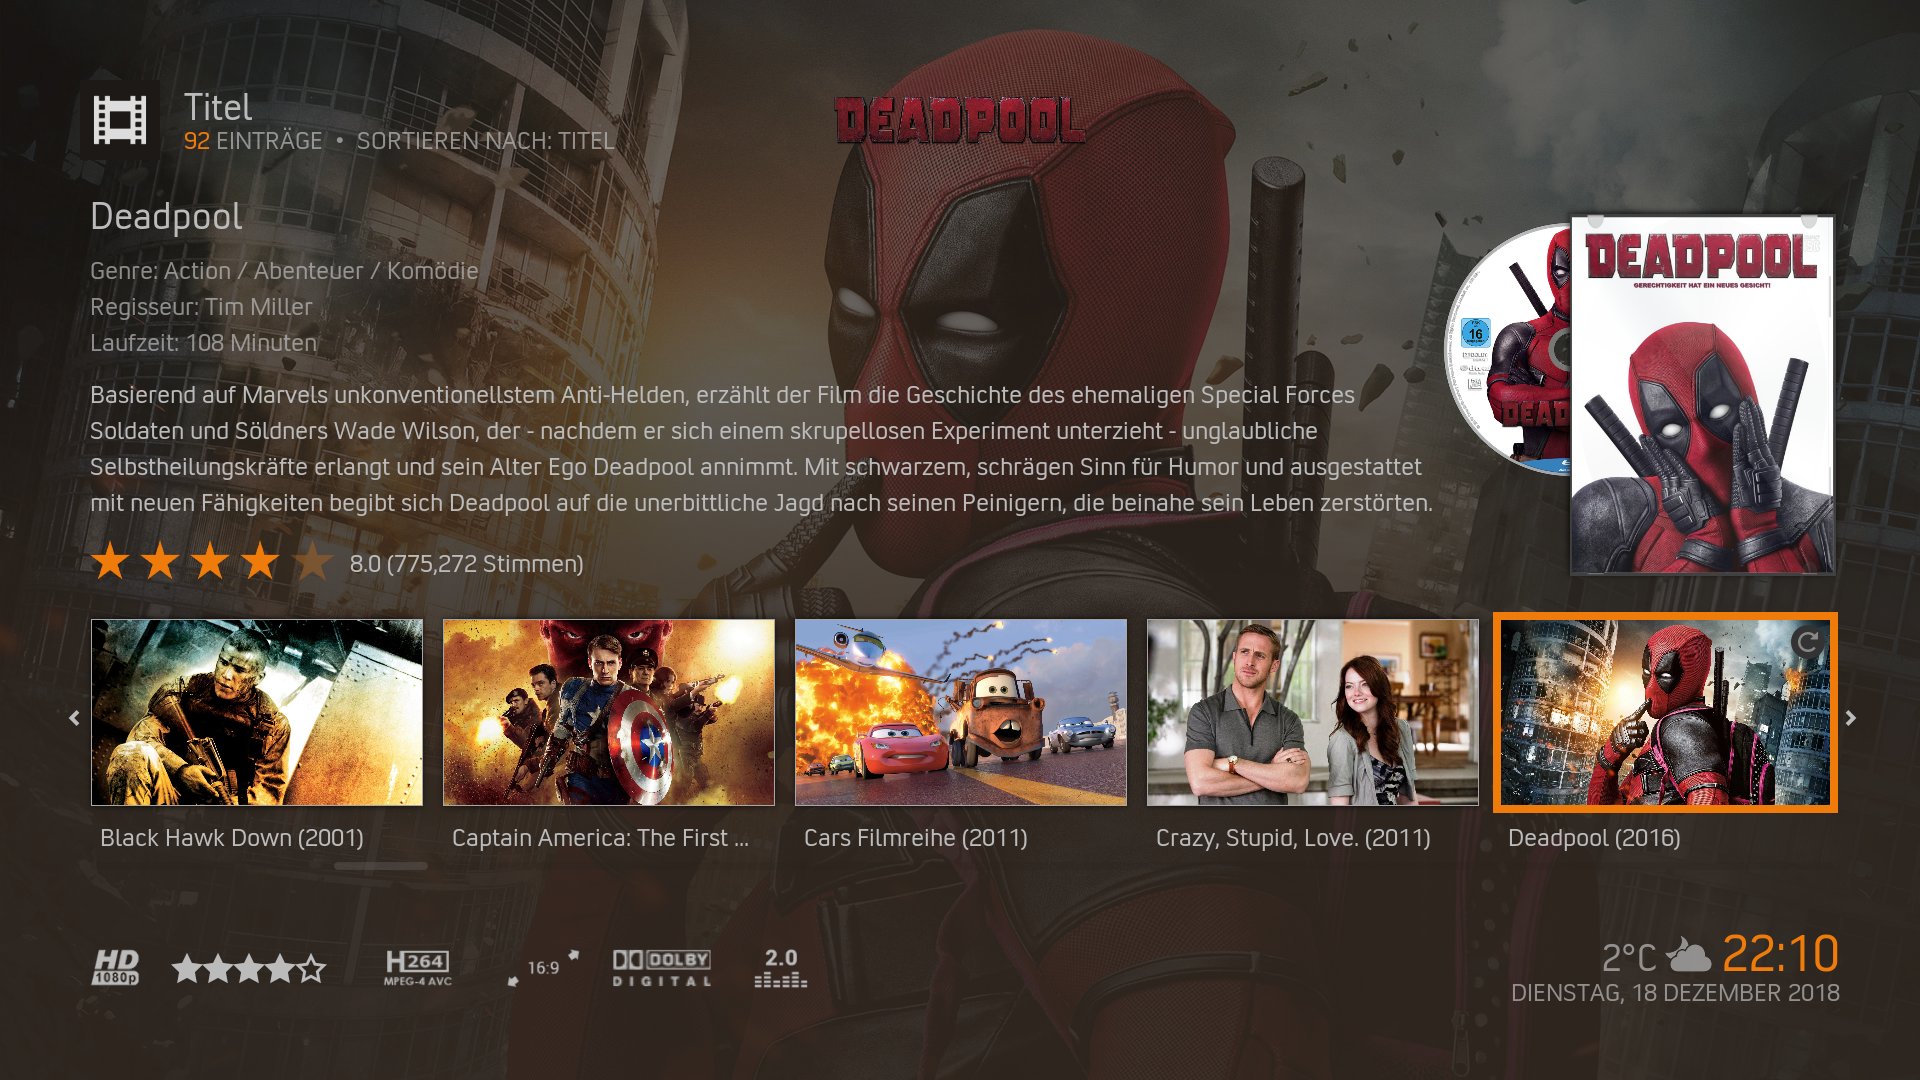 Titel
92 EINTRÄGE • SORTIEREN NACH: TITEL
DEADPOOL
Deadpool
Genre: Action / Abenteuer / Komödie
Regisseur: Tim Miller
Laufzeit: 108 Minuten
Basierend auf Marvels unkonventionellstem Anti-Helden, erzählt der Film die Geschichte des ehemaligen Special Forces
Soldaten und Söldners Wade Wilson, der - nachdem er sich einem skrupellosen Experiment unterzieht - unglaubliche
Selbstheilungskräfte erlangt und sein Alter Ego Deadpool annimmt. Mit schwarzem, schrägen Sinn für Humor und ausgestattet
mit neuen Fähigkeiten begibt sich Deadpool auf die unerbittliche Jagd nach seinen Peinigern, die beinahe sein Leben zerstörten.
8.0 (775,272 Stimmen)
16
DEAD
DEADPOOL
GERECHTIGKEIT HAT EIN NEUES GESICHT!
Black Hawk Down (2001)
Captain America: The First ...
Cars Filmreihe (2011)
Crazy, Stupid, Love. (2011)
Deadpool (2016)
HD
1080p
H264
MPEG-4 AVC
16:9
DOLBY
DIGITAL
2.0
2°C
22:10
DIENSTAG, 18 DEZEMBER 2018